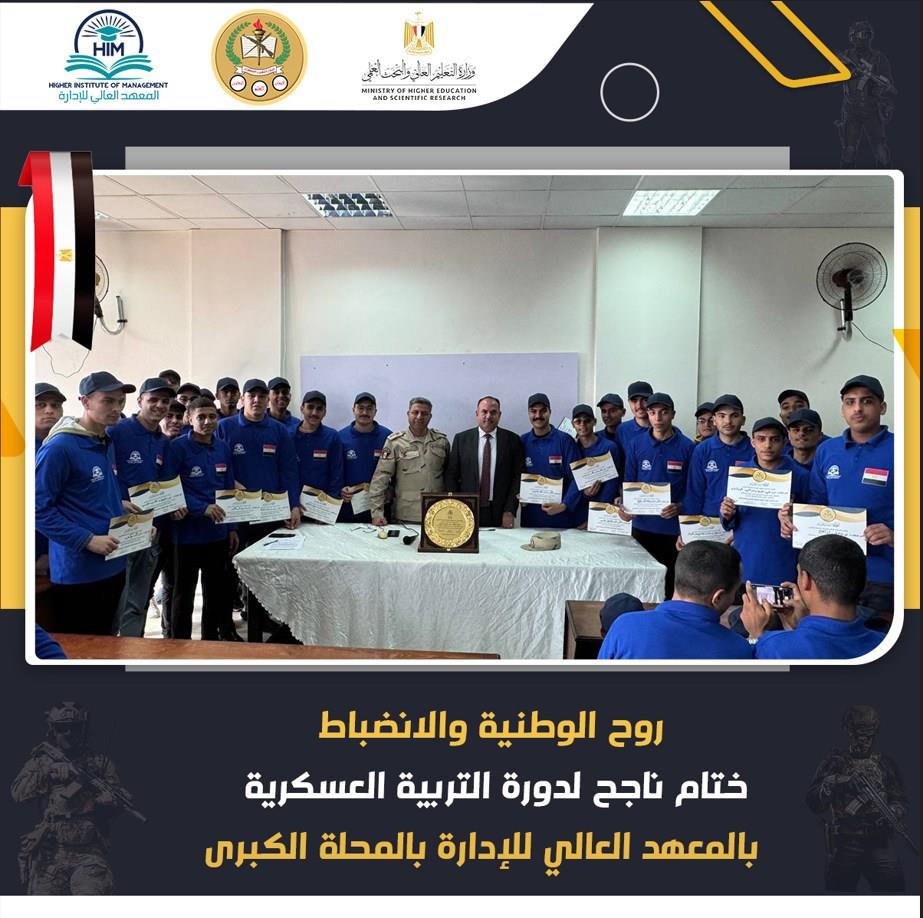 HIM
HIGHER INSTITUTE OF MANAGEMENT
المعهد العالي للإدارة
وزارة التعليم العالي والبحث العلمي
MINISTRY OF HIGHER EDUCATION
AND SCIENTIFIC RESEARCH
روح الوطنية والانضباط
ختام ناجح لدورة التربية العسكرية
بالمعهد العالي للإدارة بالمحلة الكبرى